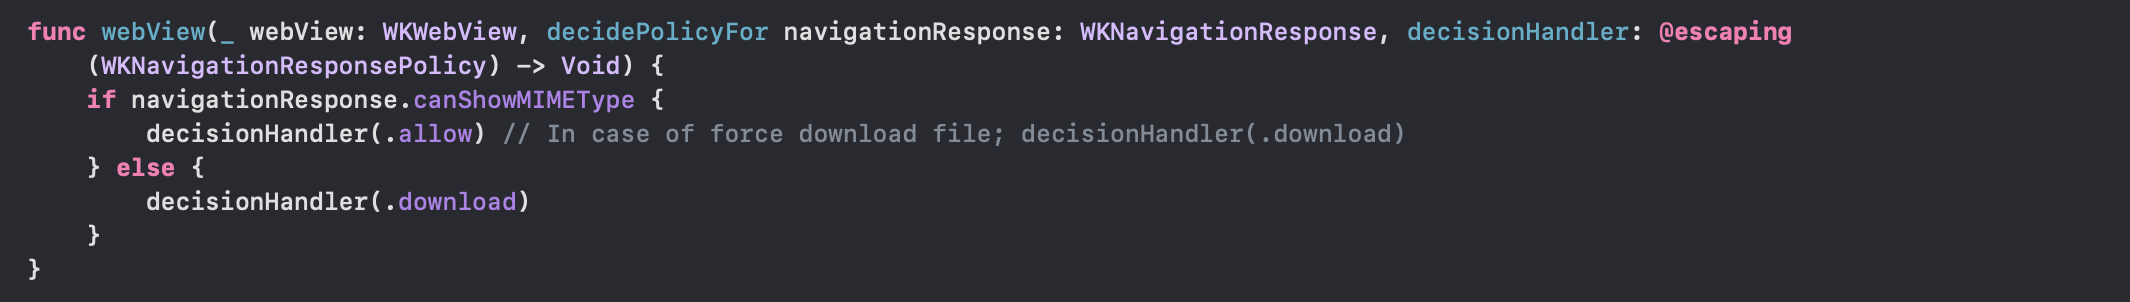 func webView(_ webView: WKWebView, decidePolicyFor navigationResponse: WKNavigationResponse, decisionHandler: @escaping
    (WKNavigationResponsePolicy) -> Void) {
    if navigationResponse.canShowMIMEType {
        decisionHandler(.allow) // In case of force download file; decisionHandler(.download)
    } else {
        decisionHandler(.download)
    }
}